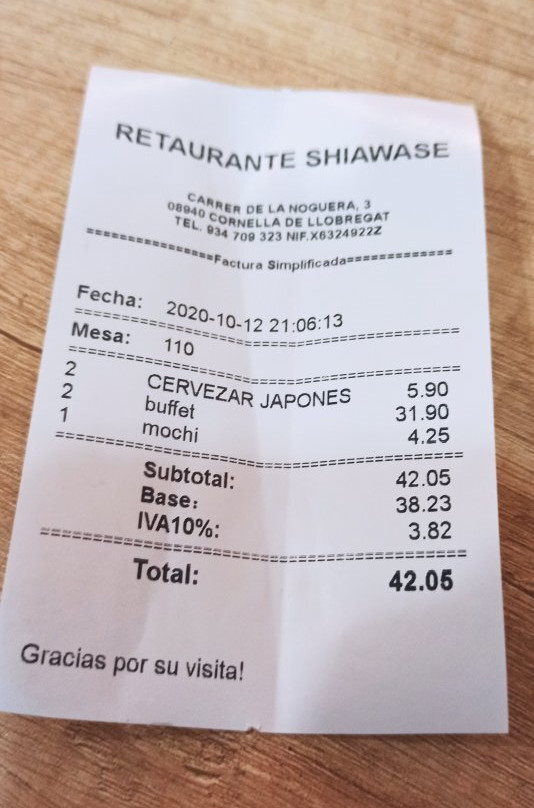 RETAURANTE SHIAWASE
CARRER DE LA NOGUERA, 3
08940 CORNELLA DE LLOBREGAT
TEL. 934 709 323 NIF.X6324922Z
================Factura Simplificada==============
Fecha: 2020-10-12 21:06:13
==================================================
Mesa: 110
==================================================
2 CERVEZAR JAPONES 5.90
2 buffet 31.90
1 mochi 4.25
==================================================
Subtotal: 42.05
Base: 38.23
IVA10%: 3.82
==================================================
Total: 42.05
Gracias por su visita!